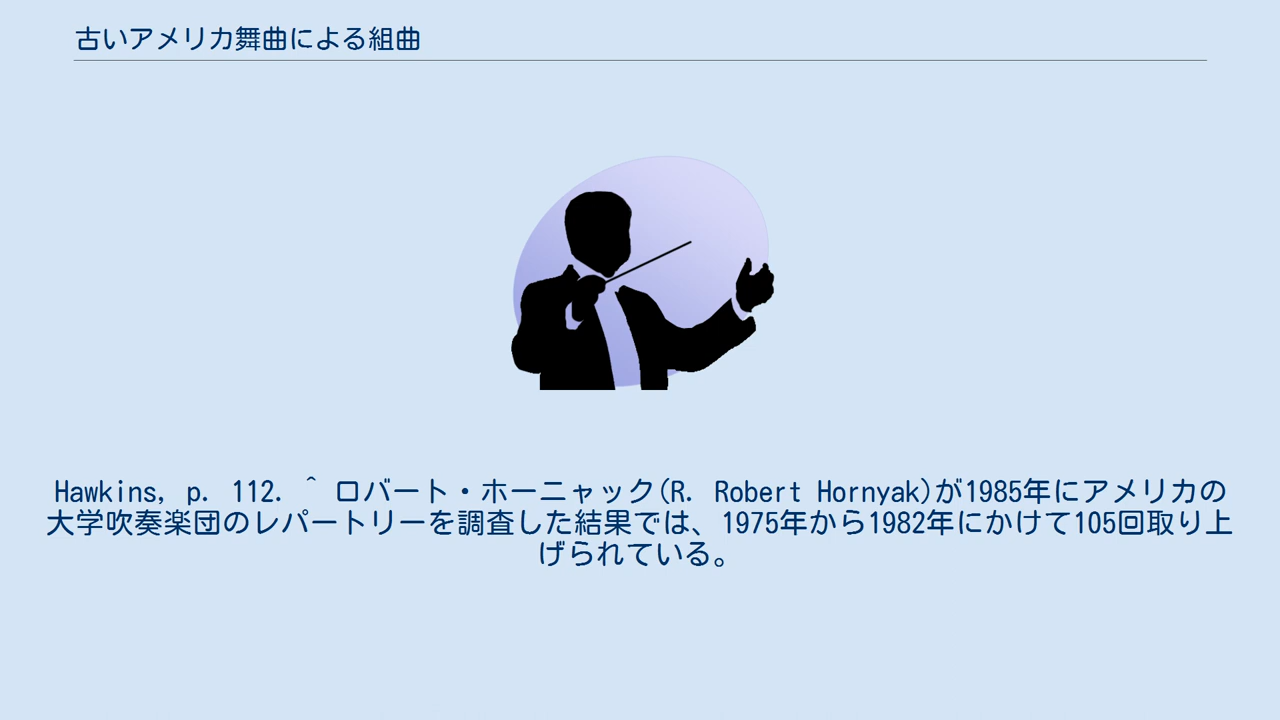 古いアメリカ舞曲による組曲
Hawkins, p. 112. ^ ロバート・ホーニャック(R. Robert Hornyak)が1985年にアメリカの
大学吹奏楽団のレパートリーを調査した結果では、1975年から1982年にかけて105回取り上
げられている。